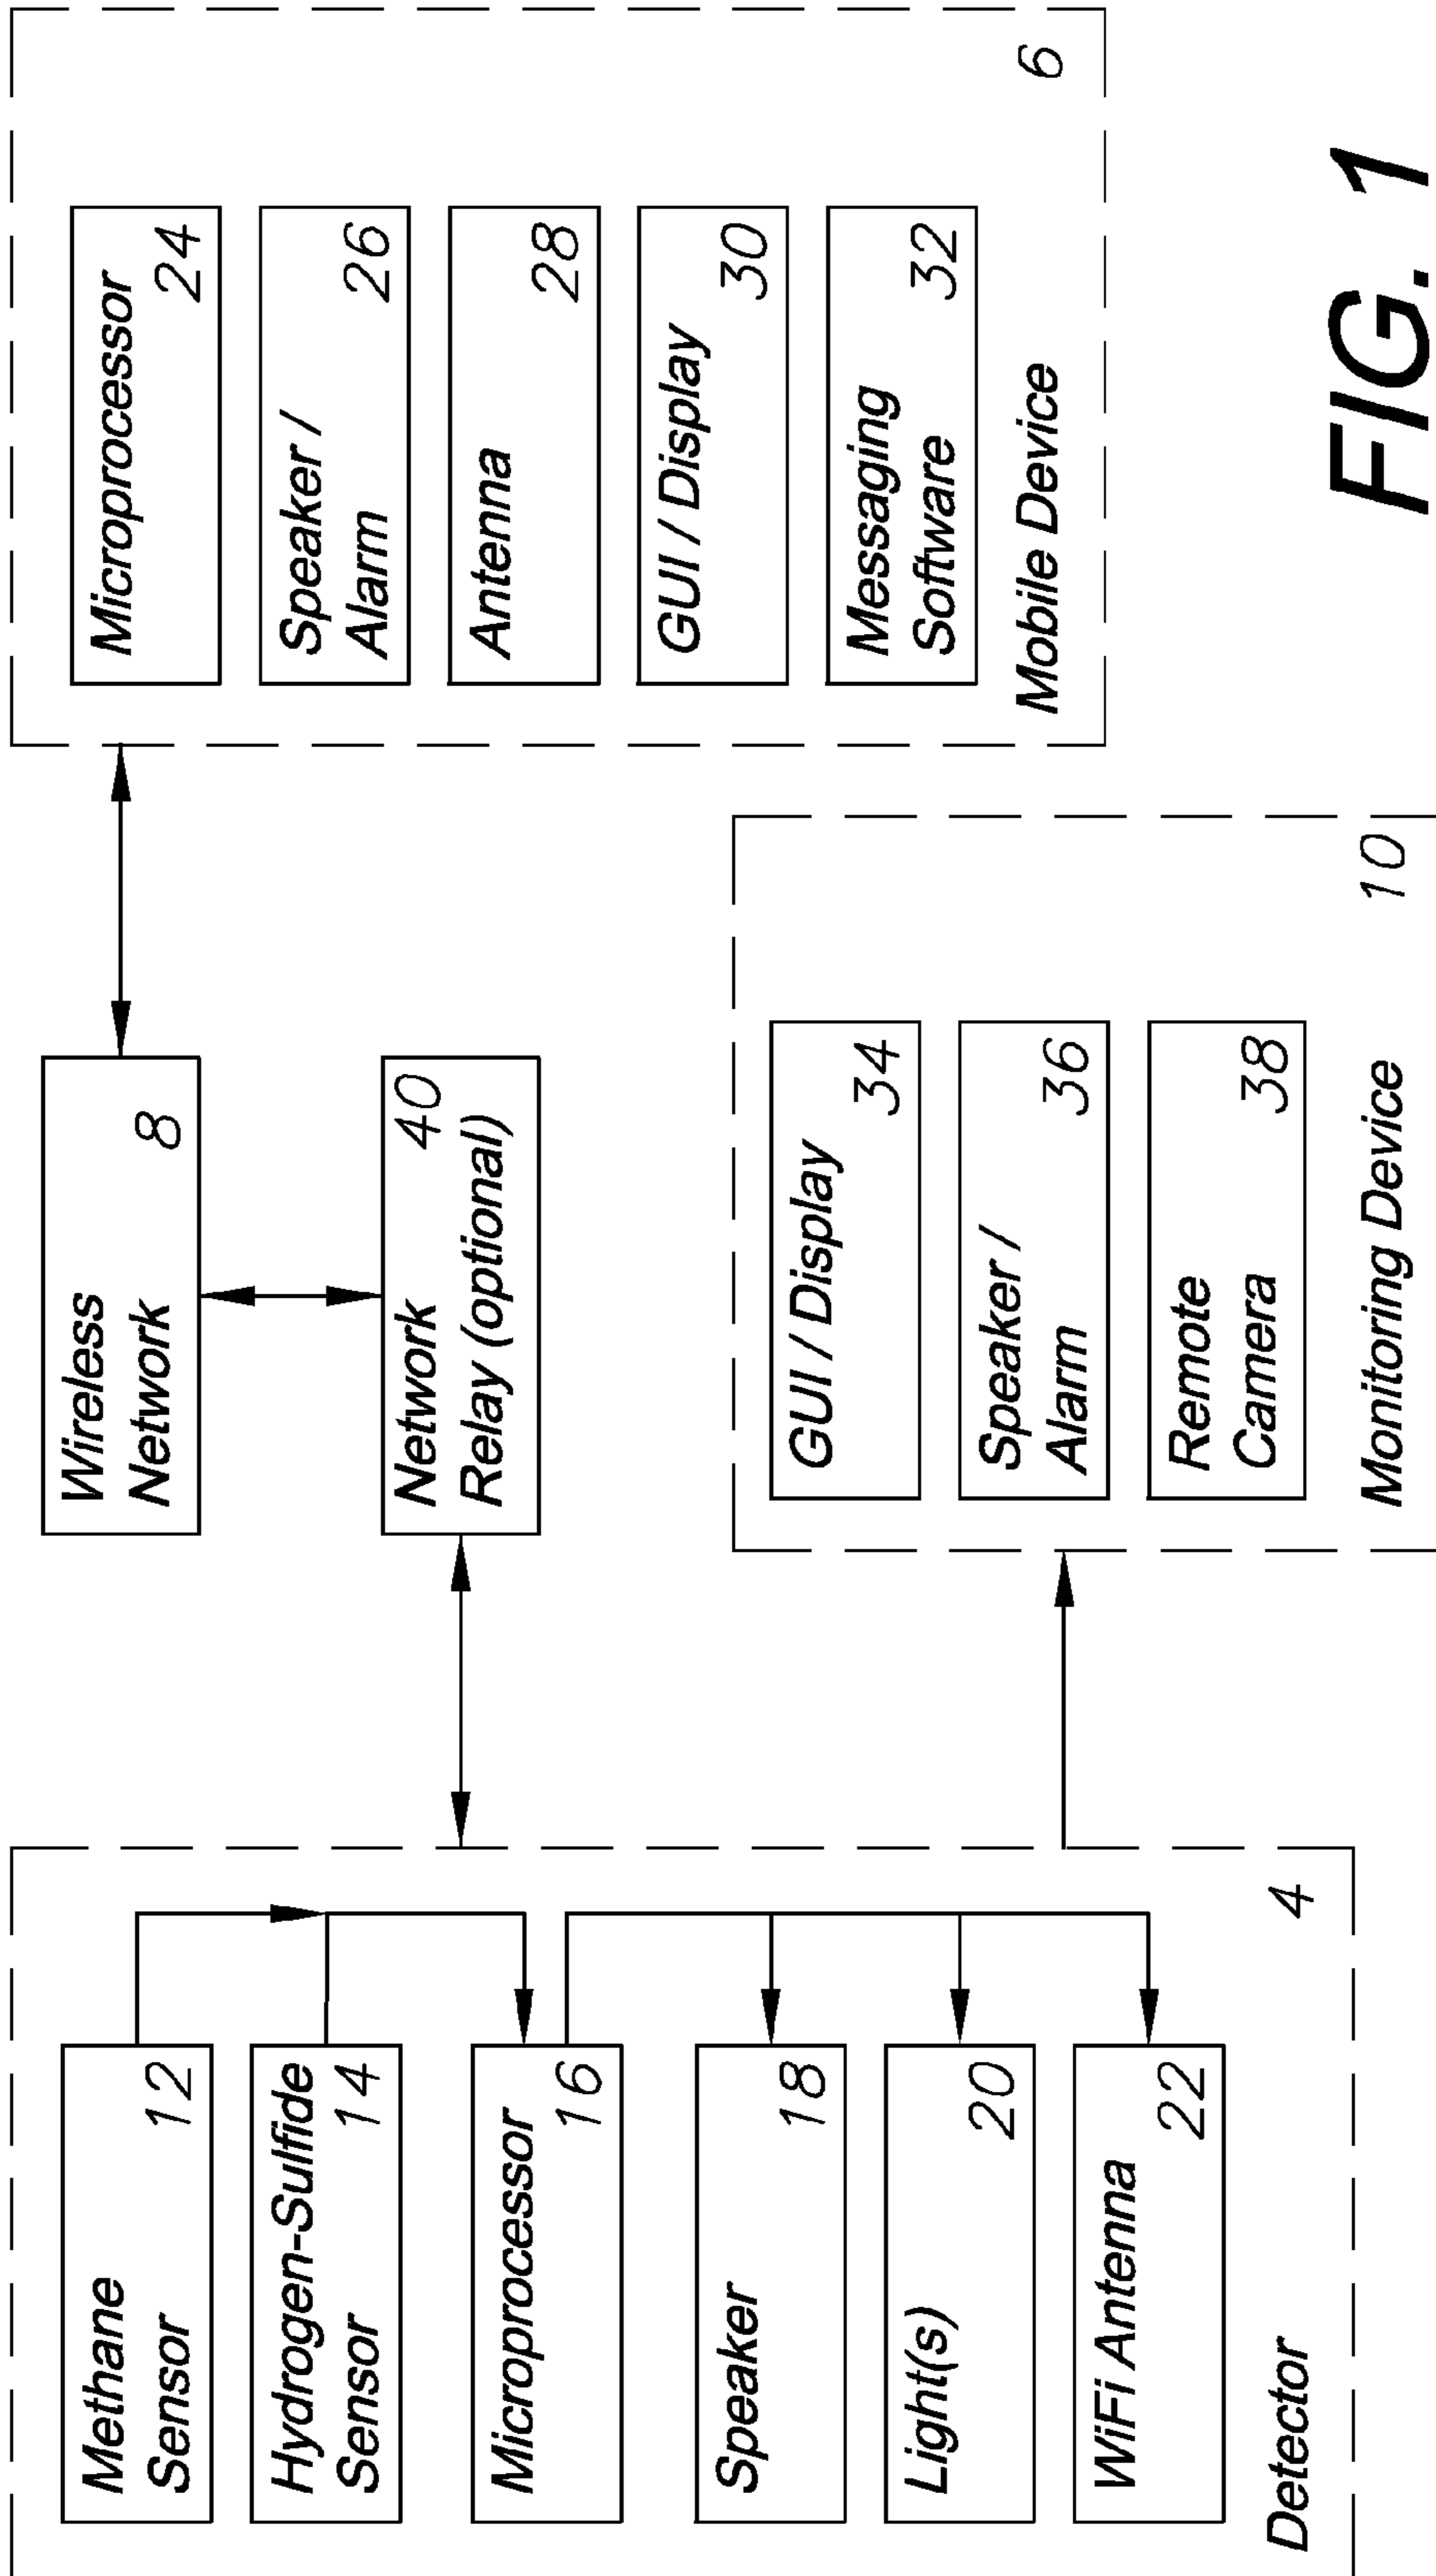 Methane
Sensor
12
Hydrogen-Sulfide
Sensor
14
Microprocessor
16
Speaker
18
Light(s)
20
WiFi Antenna
22
Detector
4
Wireless
Network
8
Network
40
Relay (optional)
GUI / Display
34
Speaker /
Alarm
36
Remote
Camera
38
Monitoring Device
10
Microprocessor
24
Speaker /
Alarm
26
Antenna
28
GUI / Display
30
Messaging
Software
32
Mobile Device
6
FIG. 1